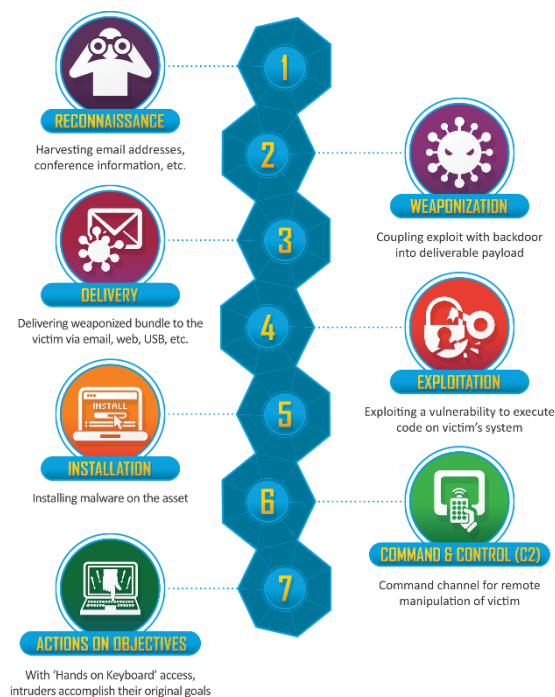 1
RECONNAISSANCE
Harvesting email addresses,
conference information, etc.
2
WEAPONIZATION
Coupling exploit with backdoor
into deliverable payload
3
DELIVERY
Delivering weaponized bundle to the
victim via email, web, USB, etc.
4
EXPLOITATION
Exploiting a vulnerability to execute
code on victim's system
5
INSTALL
INSTALLATION
Installing malware on the asset
6
COMMAND & CONTROL (C2)
Command channel for remote
manipulation of victim
7
ACTIONS ON OBJECTIVES
With 'Hands on Keyboard' access,
intruders accomplish their original goals